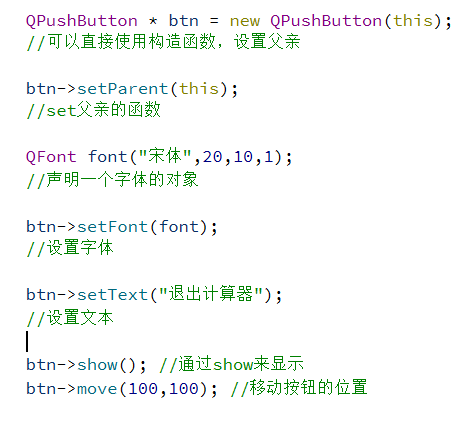 QPushButton * btn = new QPushButton(this);
//可以直接使用构造函数，设置父亲
btn->setParent(this);
//set父亲的函数
QFont font("宋体",20,10,1);
//声明一个字体的对象
btn->setFont(font);
//设置字体
btn->setText("退出计算器");
//设置文本
btn->show(); //通过show来显示
btn->move(100,100); //移动按钮的位置